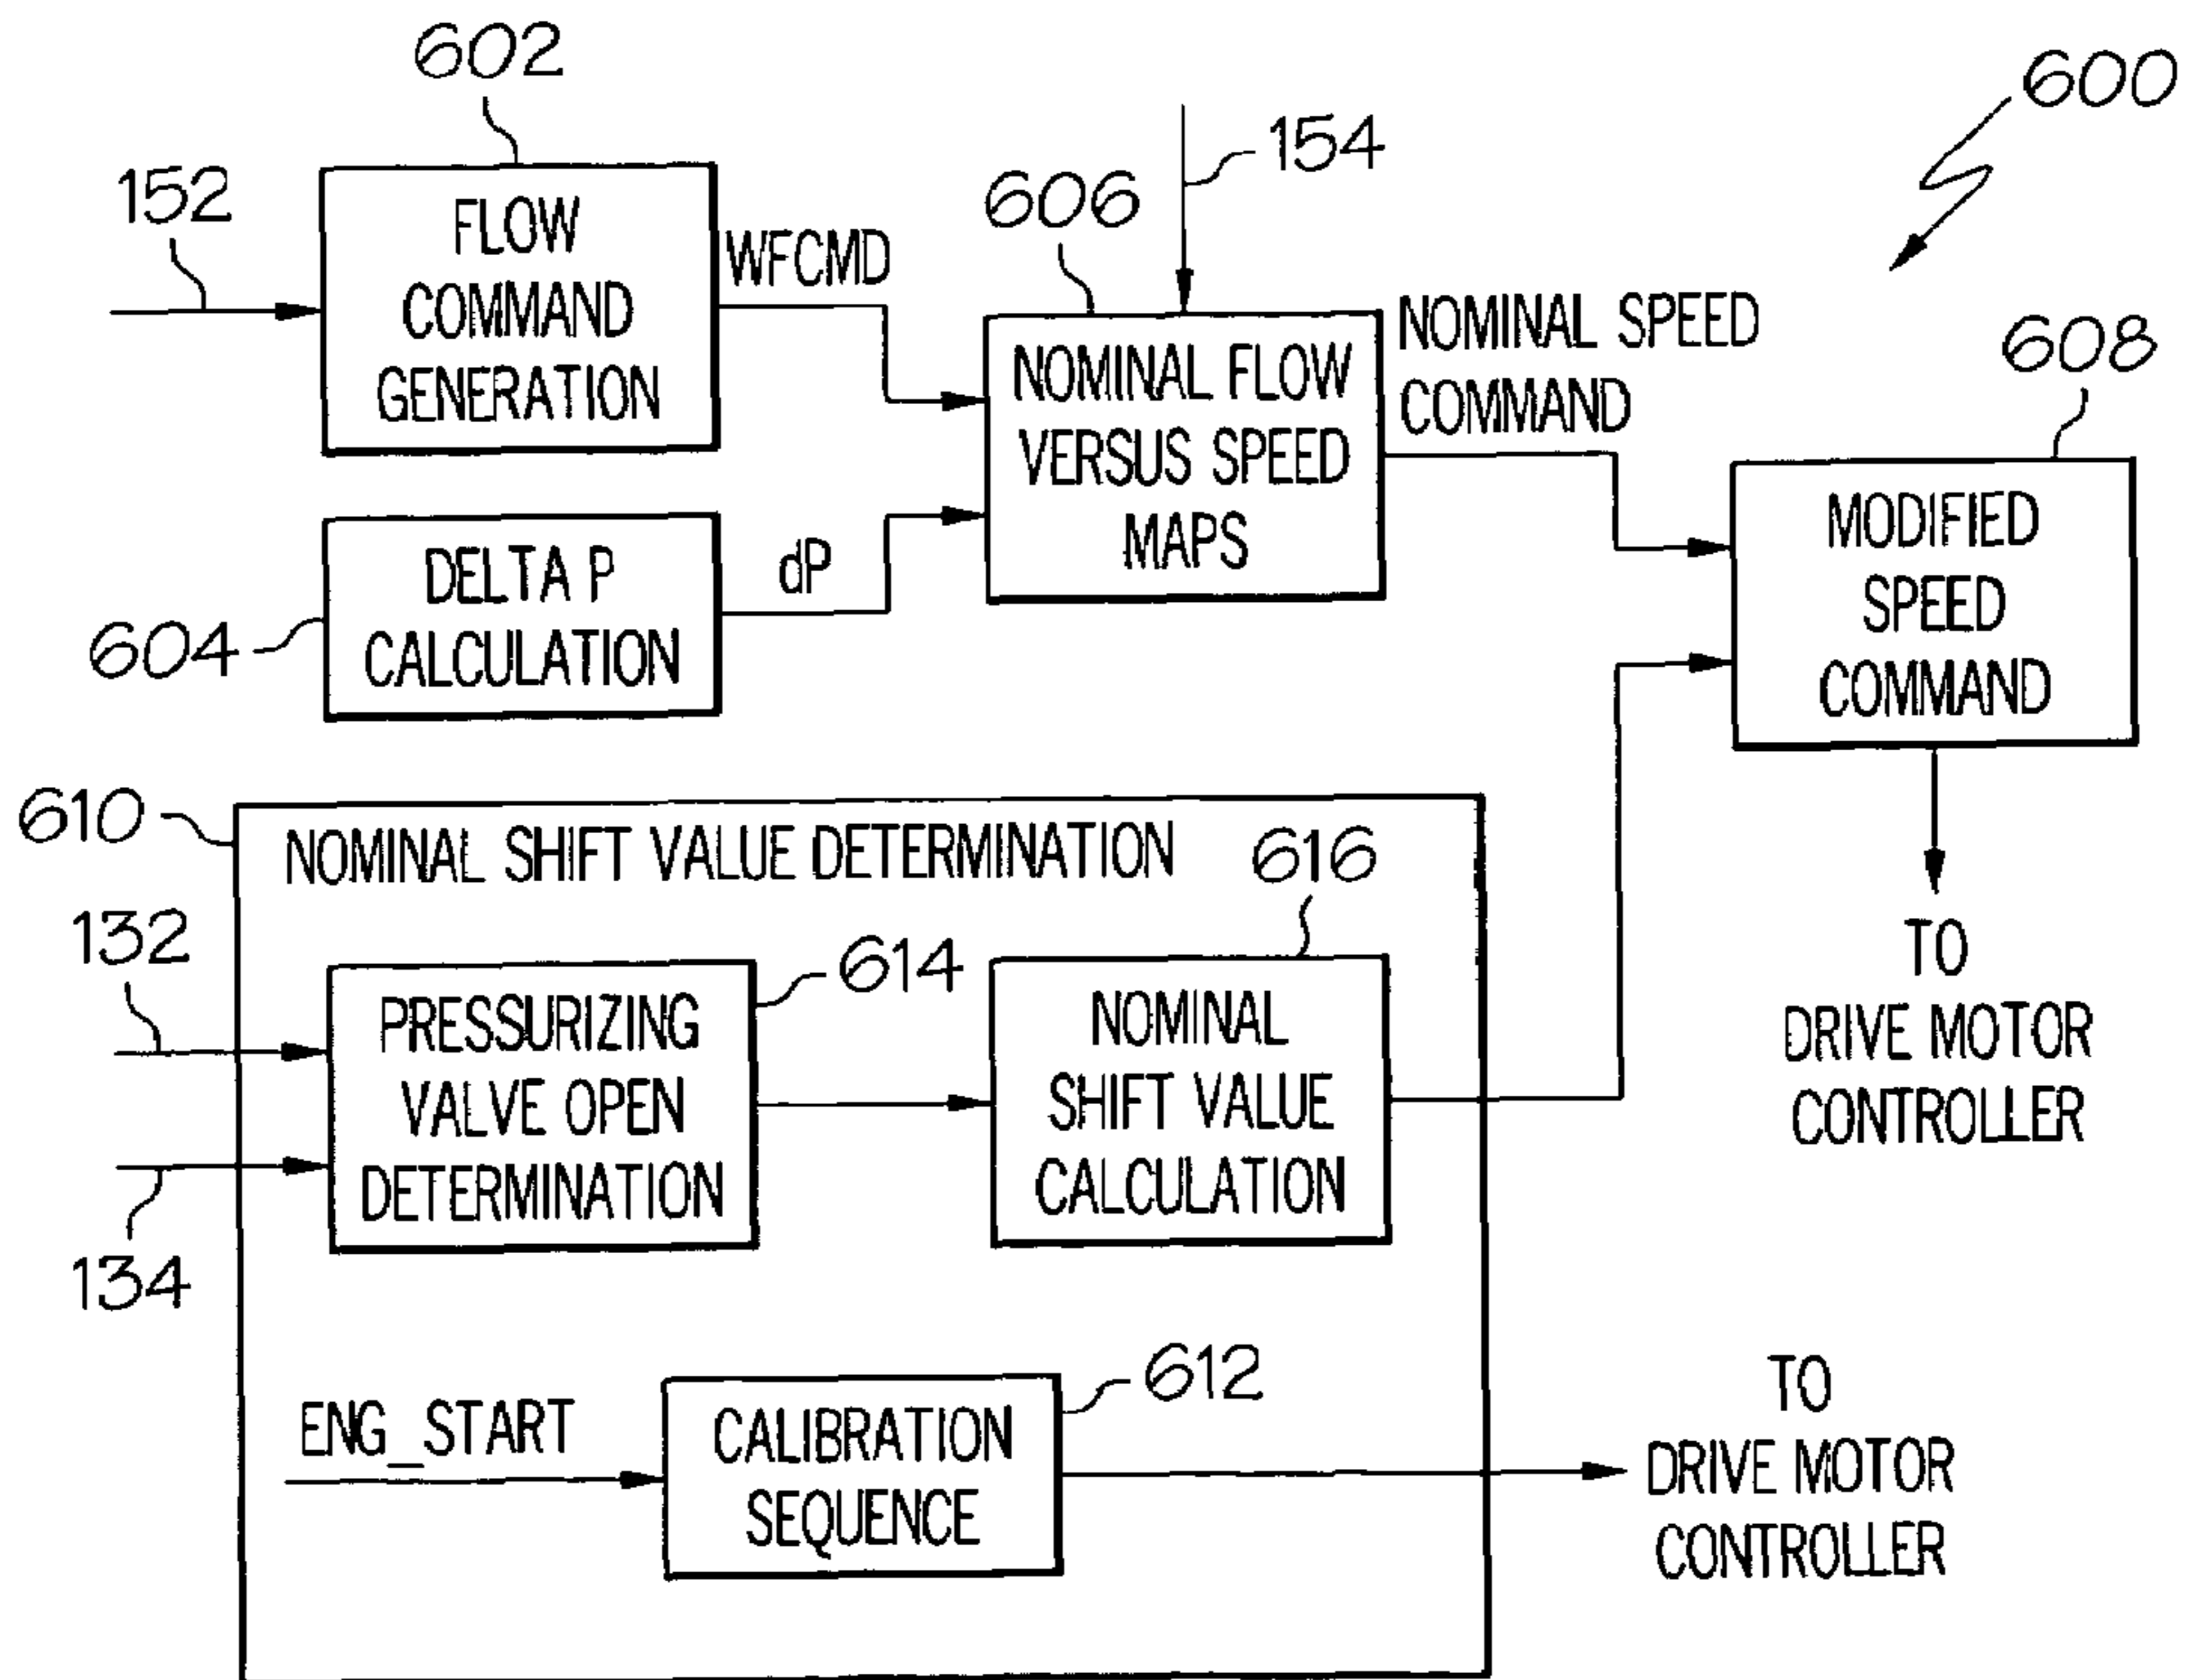 602
600
152
154
606
FLOW
COMMAND
GENERATION
WFCMD
NOMINAL SPEED
COMMAND
608
NOMINAL FLOW
VERSUS SPEED
MAPS
DELTA P
CALCULATION
dP
604
MODIFIED
SPEED
COMMAND
610
NOMINAL SHIFT VALUE DETERMINATION
616
132
614
PRESSURIZING
VALVE OPEN
DETERMINATION
NOMINAL
SHIFT VALUE
CALCULATION
TO
DRIVE MOTOR
CONTROLLER
134
612
ENG_START
CALIBRATION
SEQUENCE
TO
DRIVE MOTOR
CONTROLLER